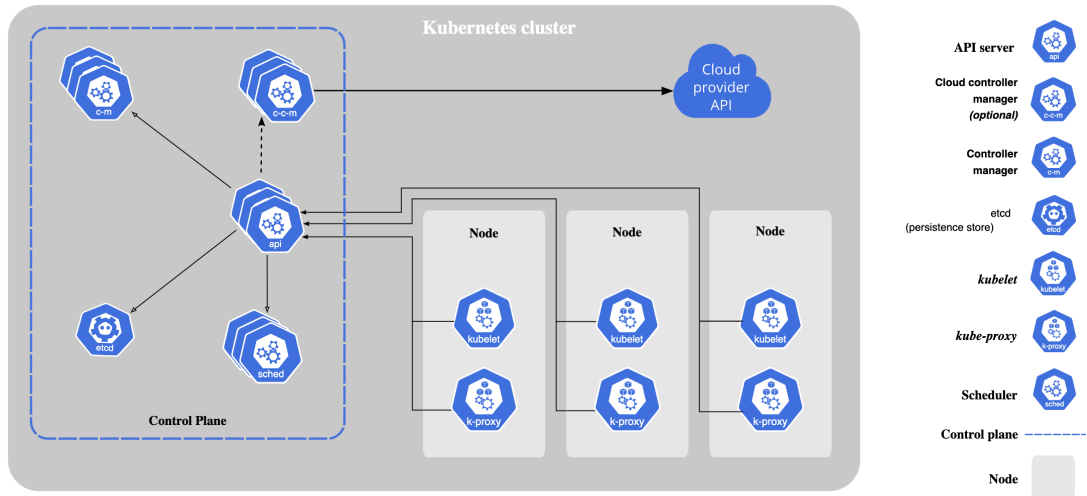 Kubernetes cluster
c-m
c-c-m
Cloud
provider
API
api
Node
Node
Node
etcd
sched
kubelet
kubelet
kubelet
k-proxy
k-proxy
k-proxy
Control Plane
API server
api
Cloud controller
manager
(optional)
c-c-m
Controller
manager
c-m
etcd
(persistence store)
etcd
kubelet
kubelet
kube-proxy
k-proxy
Scheduler
sched
Control plane
Node